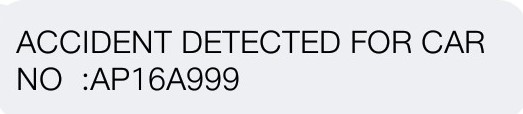 ACCIDENT DETECTED FOR CAR
NO  :AP16A999